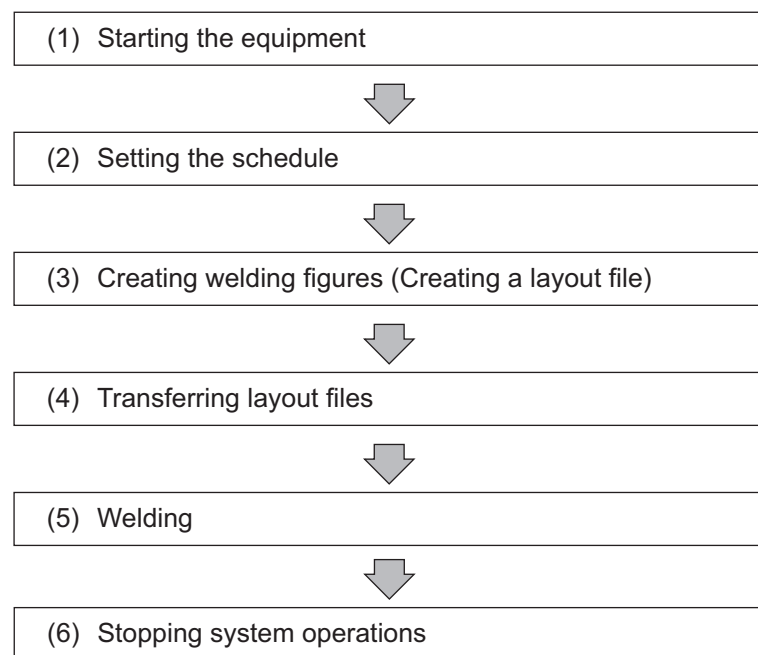 (1) Starting the equipment
(2) Setting the schedule
(3) Creating welding figures (Creating a layout file)
(4) Transferring layout files
(5) Welding
(6) Stopping system operations